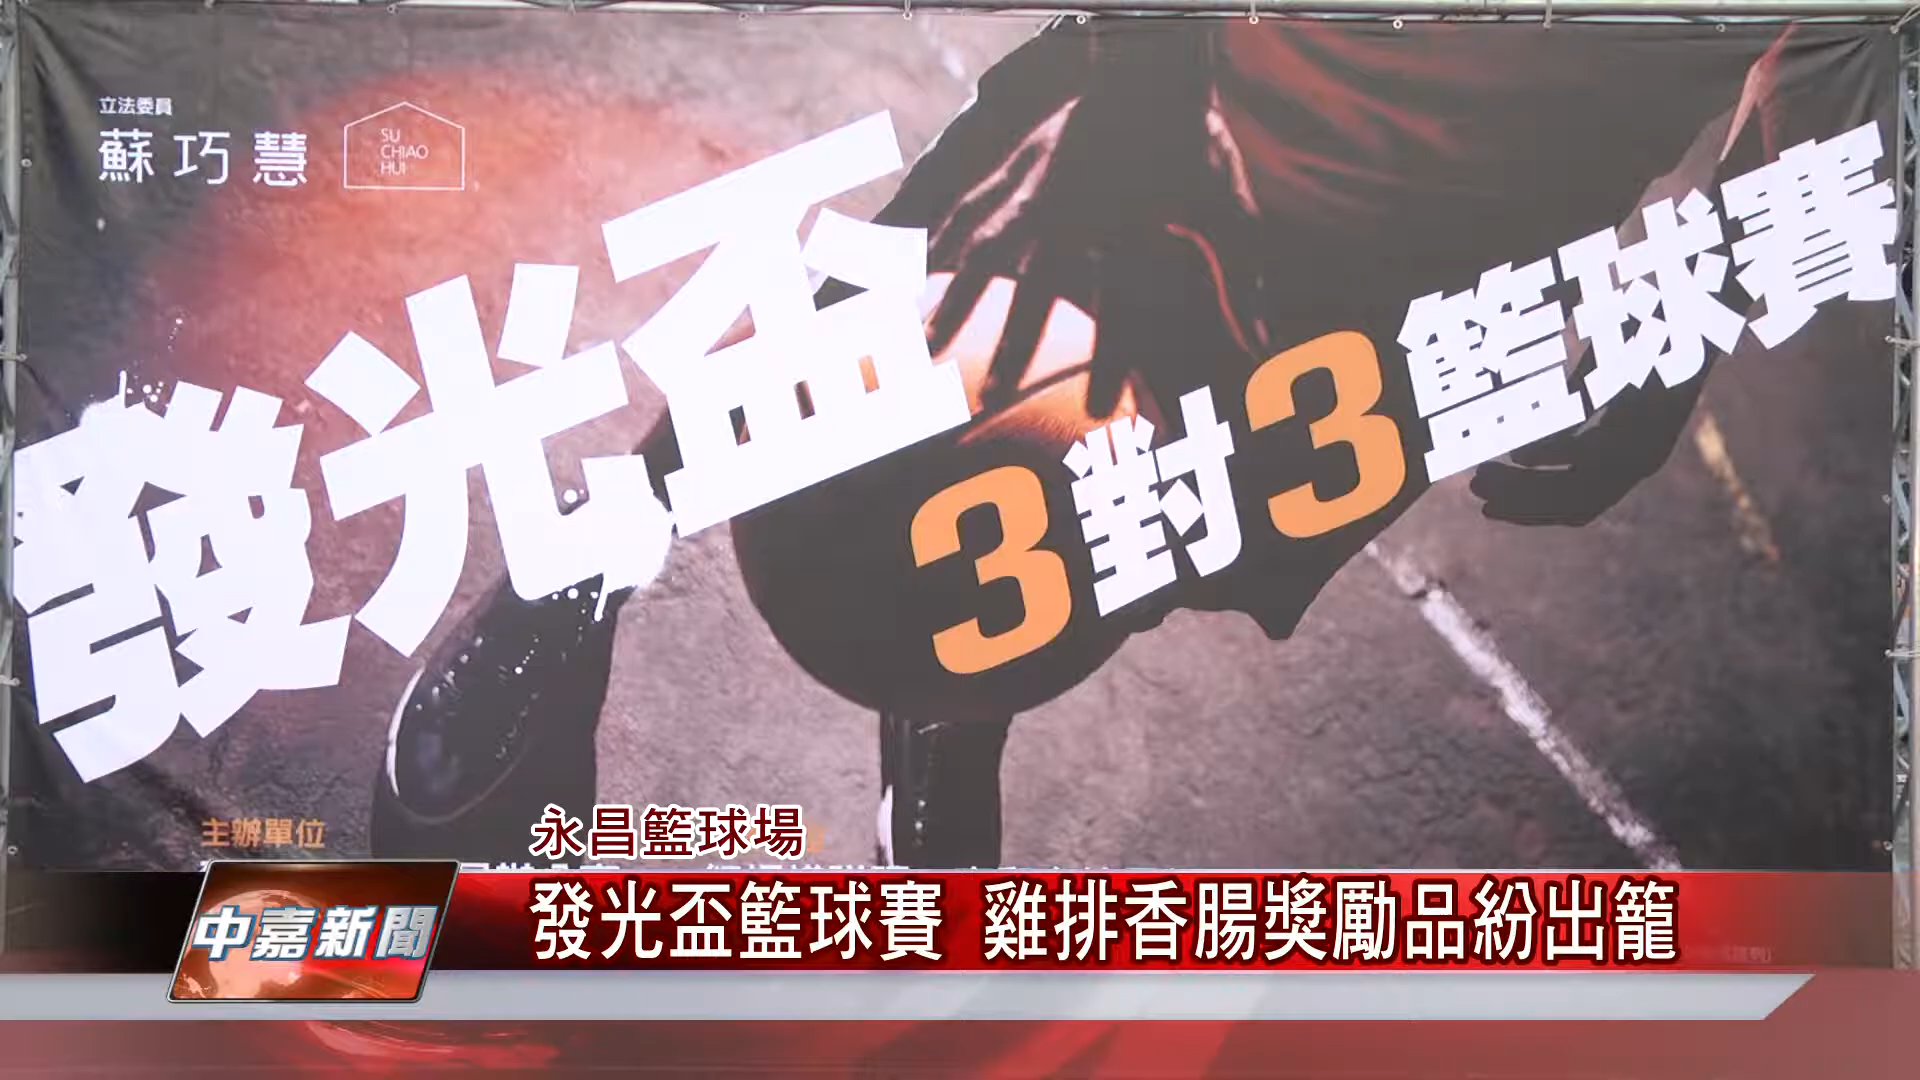 立法委員
蘇巧慧
SU
CHIAO
HUI
發光盃
3對3籃球賽
主辦單位
永昌籃球場
發光盃籃球賽 雞排香腸獎勵品紛出籠
中嘉新聞